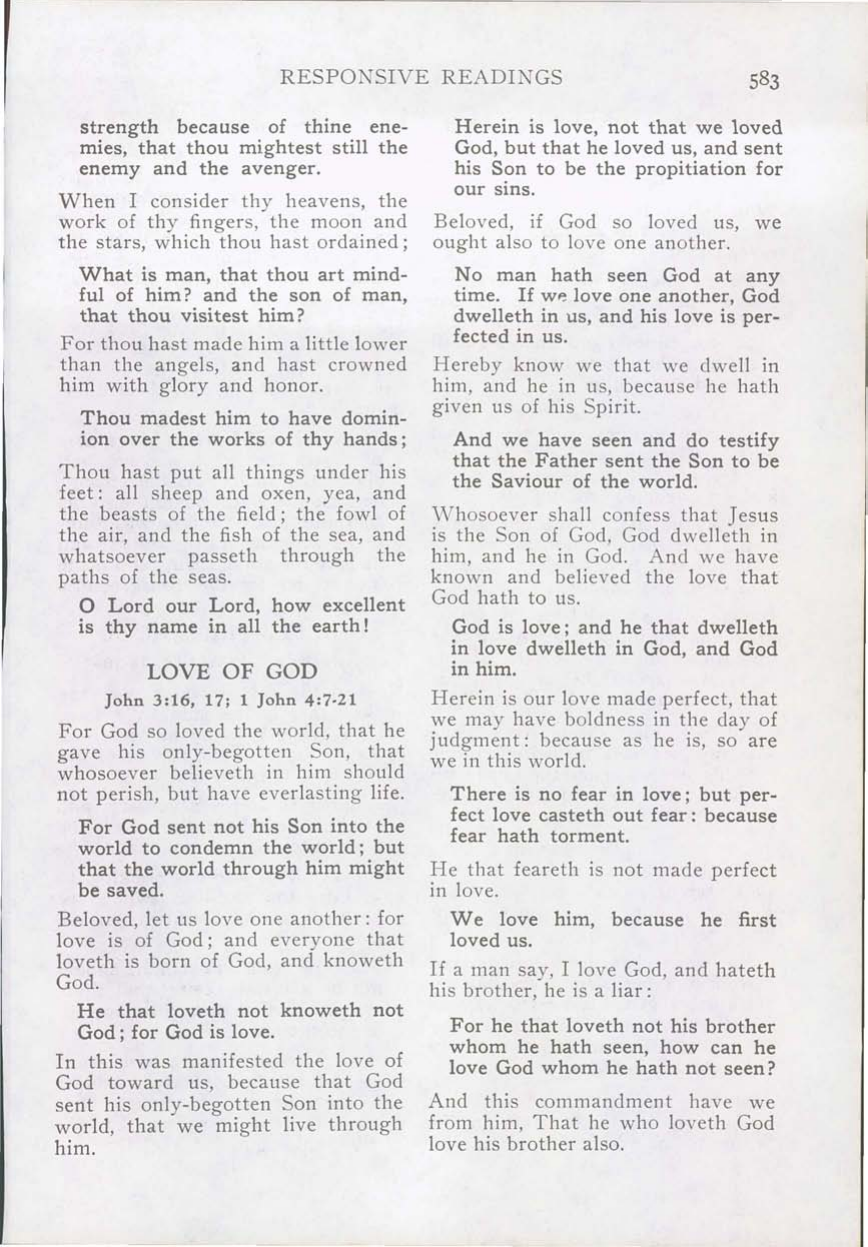 RESPONSIVE READINGS 583
strength because of thine ene-
mies, that thou mightest still the
enemy and the avenger.
When I consider thy heavens, the
work of thy fingers, the moon and
the stars, which thou hast ordained;
What is man, that thou art mind-
ful of him? and the son of man,
that thou visitest him?
For thou hast made him a little lower
than the angels, and hast crowned
him with glory and honor.
Thou madest him to have domin-
ion over the works of thy hands;
Thou hast put all things under his
feet: all sheep and oxen, yea, and
the beasts of the field; the fowl of
the air, and the fish of the sea, and
whatsoever passeth through the
paths of the seas.
O Lord our Lord, how excellent
is thy name in all the earth!
LOVE OF GOD
John 3:16, 17; 1 John 4:7-21
For God so loved the world, that he
gave his only-begotten Son, that
whosoever believeth in him should
not perish, but have everlasting life.
For God sent not his Son into the
world to condemn the world; but
that the world through him might
be saved.
Beloved, let us love one another: for
love is of God; and everyone that
loveth is born of God, and knoweth
God.
He that loveth not knoweth not
God; for God is love.
In this was manifested the love of
God toward us, because that God
sent his only-begotten Son into the
world, that we might live through
him.
Herein is love, not that we loved
God, but that he loved us, and sent
his Son to be the propitiation for
our sins.
Beloved, if God so loved us, we
ought also to love one another.
No man hath seen God at any
time. If we love one another, God
dwelleth in us, and his love is per-
fected in us.
Hereby know we that we dwell in
him, and he in us, because he hath
given us of his Spirit.
And we have seen and do testify
that the Father sent the Son to be
the Saviour of the world.
Whosoever shall confess that Jesus
is the Son of God, God dwelleth in
him, and he in God. And we have
known and believed the love that
God hath to us.
God is love; and he that dwelleth
in love dwelleth in God, and God
in him.
Herein is our love made perfect, that
we may have boldness in the day of
judgment: because as he is, so are
we in this world.
There is no fear in love; but per-
fect love casteth out fear: because
fear hath torment.
He that feareth is not made perfect
in love.
We love him, because he first
loved us.
If a man say, I love God, and hateth
his brother, he is a liar:
For he that loveth not his brother
whom he hath seen, how can he
love God whom he hath not seen?
And this commandment have we
from him, That he who loveth God
love his brother also.